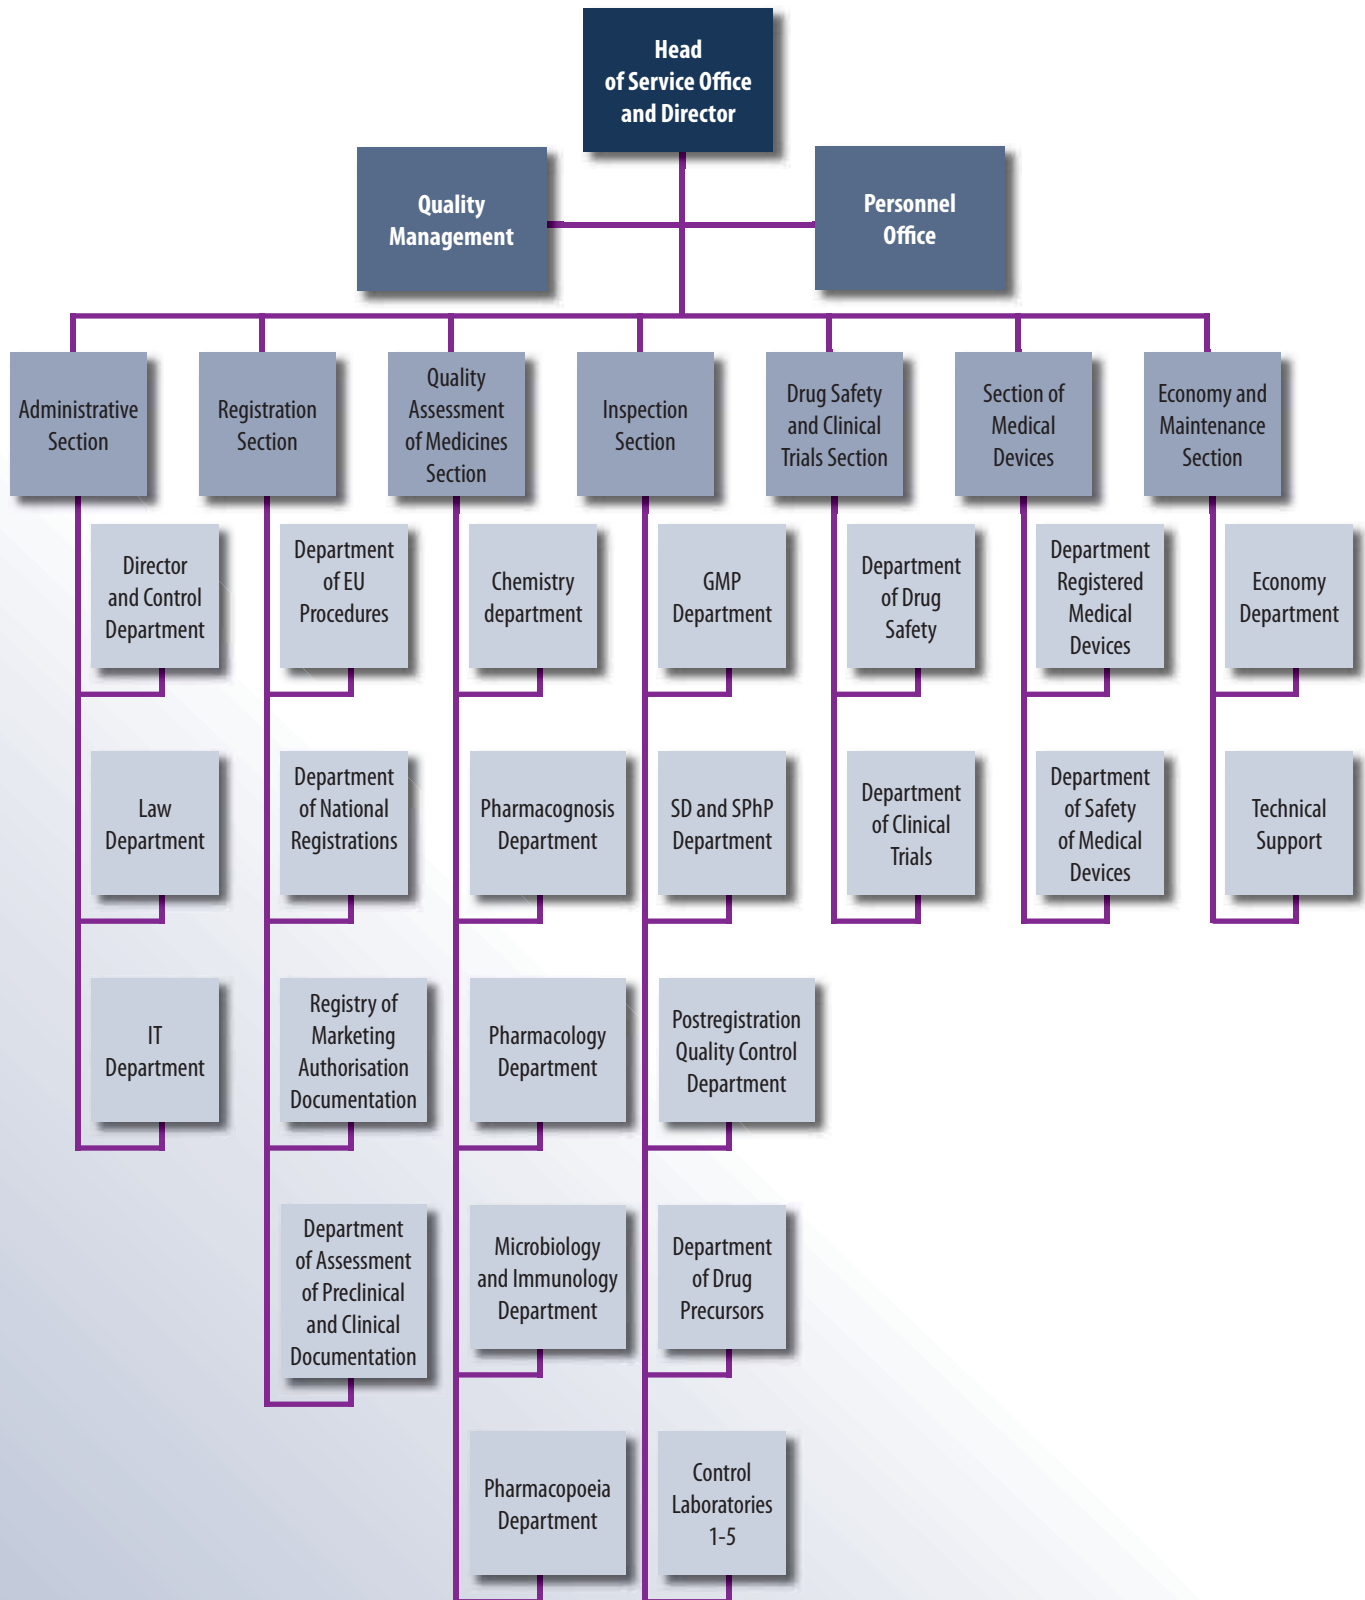 Head
of Service Office
and Director
Quality
Management
Personnel
Office
Administrative
Section
Registration
Section
Quality
Assessment
of Medicines
Section
Inspection
Section
Drug Safety
and Clinical
Trials Section
Section of
Medical
Devices
Economy and
Maintenance
Section
Director
and Control
Department
Department
of EU
Procedures
Chemistry
department
GMP
Department
Department
of Drug
Safety
Department
Registered
Medical
Devices
Economy
Department
Law
Department
Department
of National
Registrations
Pharmacognosis
Department
SD and SPhP
Department
Department
of Clinical
Trials
Department
of Safety
of Medical
Devices
Technical
Support
IT
Department
Registry of
Marketing
Authorisation
Documentation
Pharmacology
Department
Postregistration
Quality Control
Department
Department
of Assessment
of Preclinical
and Clinical
Documentation
Microbiology
and Immunology
Department
Department
of Drug
Precursors
Pharmacopoeia
Department
Control
Laboratories
1-5